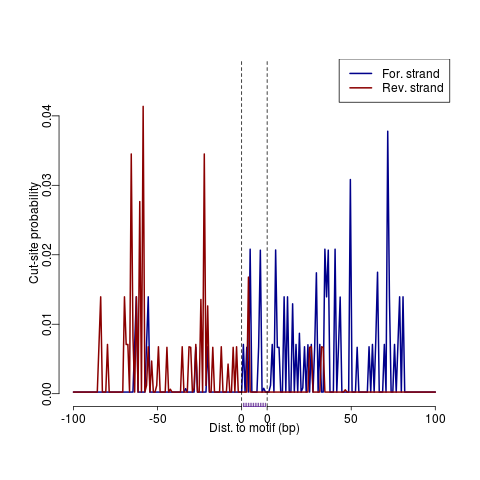 For. strand
Rev. strand
Cut-site probability
0.00
0.01
0.02
0.03
0.04
-100 -50 0 0 50 100
Dist. to motif (bp)